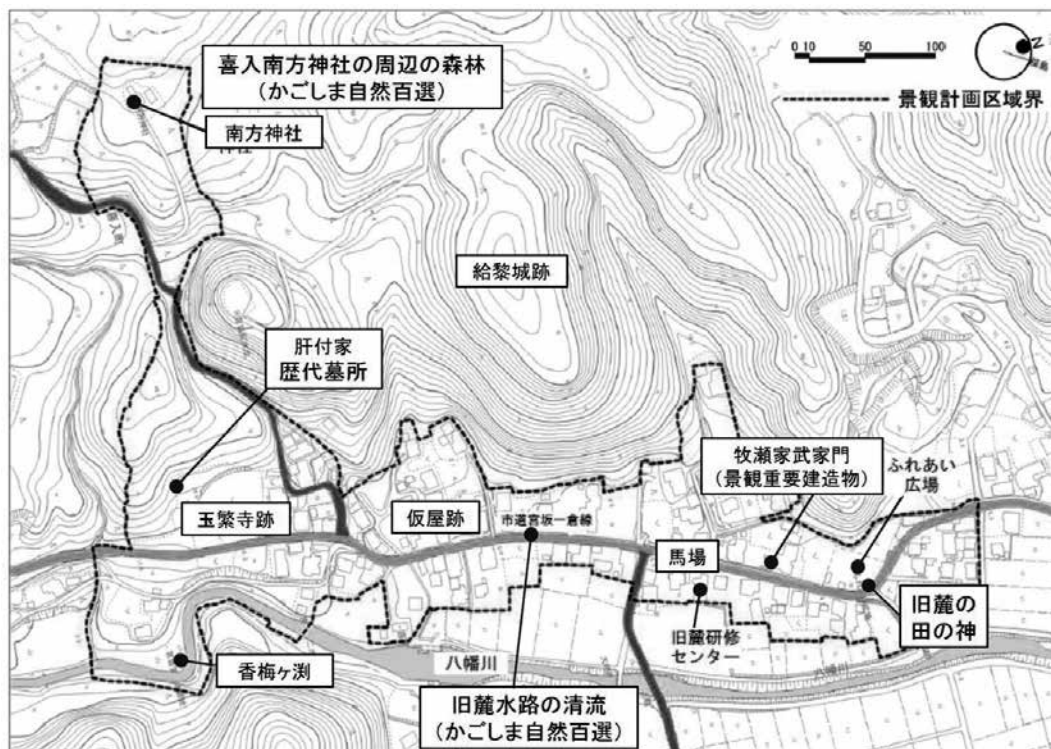 喜入南方神社の周辺の森林
(かごしま自然百選)
南方神社
0 10 50 100
N
景観計画区域界
給黎城跡
肝付家
歴代墓所
玉繁寺跡
仮屋跡
市道宮坂一倉線
馬場
牧瀬家武家門
(景観重要建造物)
ふれあい
広場
旧麓の
田の神
旧麓研修
センター
八幡川
八幡川
香梅ヶ渕
旧麓水路の清流
(かごしま自然百選)